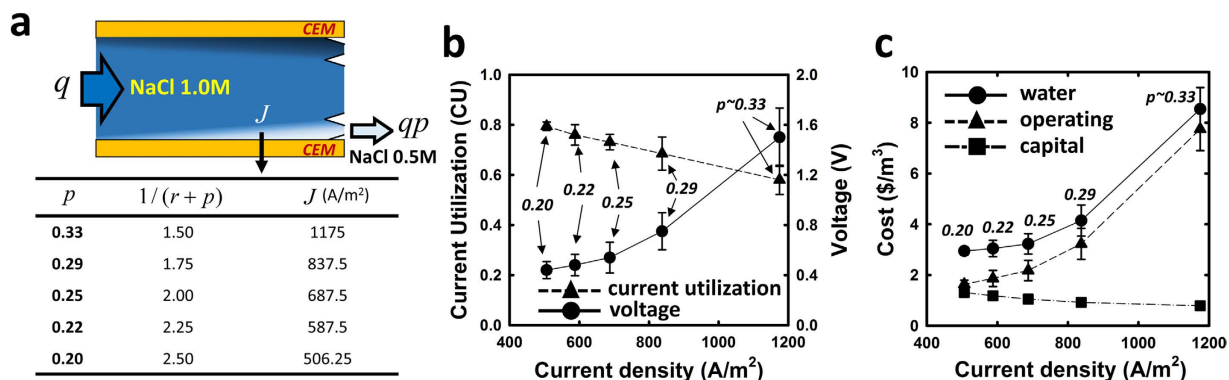 a
CEM
q
NaCl 1.0M
J
qp
NaCl 0.5M
CEM
p 1/(r + p) J (A/m²)
0.33 1.50 1175
0.29 1.75 837.5
0.25 2.00 687.5
0.22 2.25 587.5
0.20 2.50 506.25
b
Current Utilization (CU)
1.0
0.8
0.6
0.4
0.2
0.0
2.0
1.6
1.2
0.8
0.4
0.0
Voltage (V)
p~0.33
0.20
0.22
0.25
0.29
current utilization
voltage
400 600 800 1000 1200
Current density (A/m²)
c
Cost ($/m³)
10
8
6
4
2
0
water
operating
capital
p~0.33
0.20
0.22
0.25
0.29
400 600 800 1000 1200
Current density (A/m²)